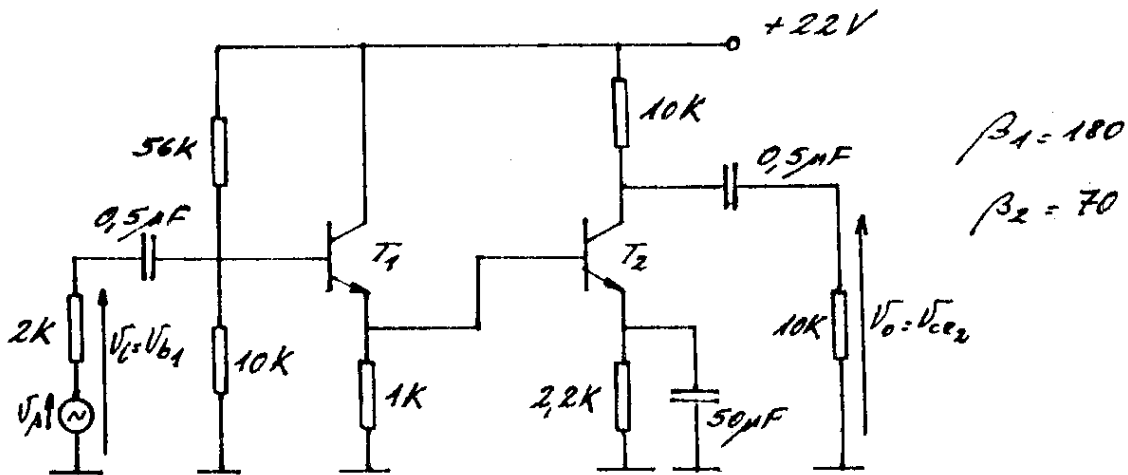 +22V
10K
56K
0,5µF
β1 = 180
0,5µF
β2 = 70
T1
T2
2K
Vi = Vb1
10K
1K
2,2K
50µF
10K
Vo = Vce2